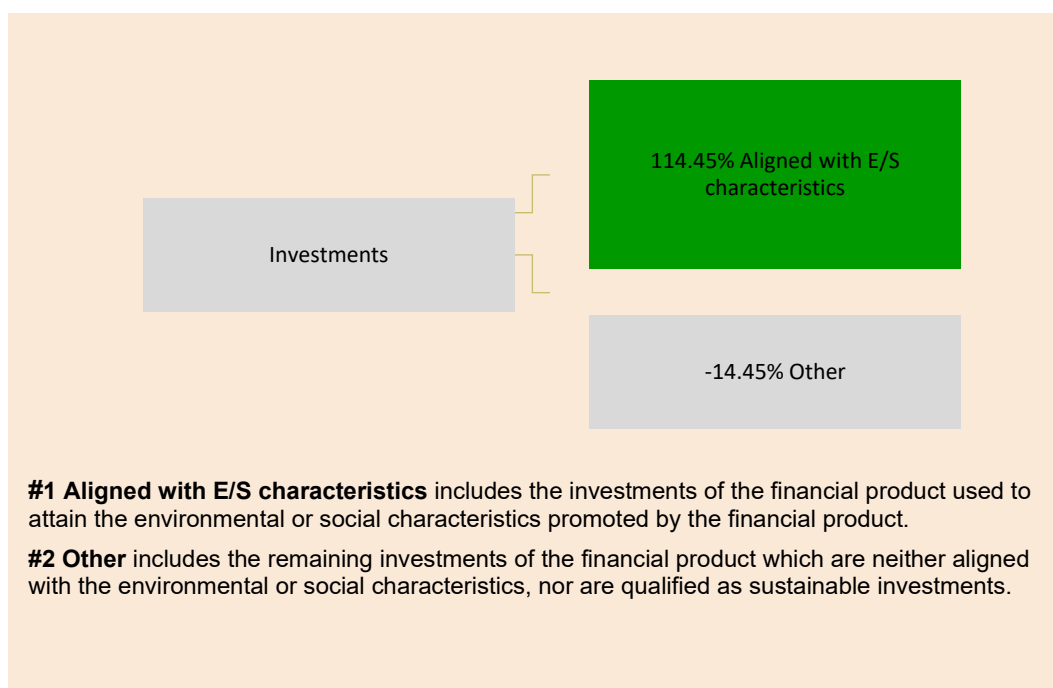 114.45% Aligned with E/S
characteristics
Investments
-14.45% Other
#1 Aligned with E/S characteristics includes the investments of the financial product used to
attain the environmental or social characteristics promoted by the financial product.
#2 Other includes the remaining investments of the financial product which are neither aligned
with the environmental or social characteristics, nor are qualified as sustainable investments.